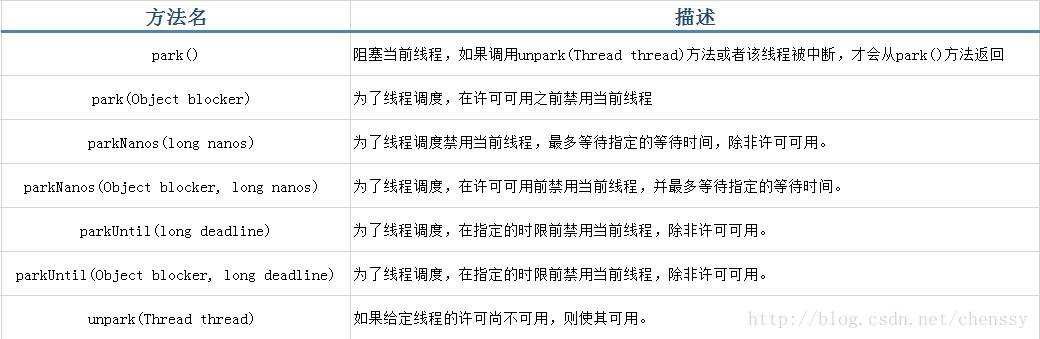 方法名 描述
park() 阻塞当前线程，如果调用unpark(Thread thread)方法或者该线程被中断，才会从park()方法返回
park(Object blocker) 为了线程调度，在许可可用之前禁用当前线程
parkNanos(long nanos) 为了线程调度禁用当前线程，最多等待指定的等待时间，除非许可可用。
parkNanos(Object blocker, long nanos) 为了线程调度，在许可可用前禁用当前线程，并最多等待指定的等待时间。
parkUntil(long deadline) 为了线程调度，在指定的时限前禁用当前线程，除非许可可用。
parkUntil(Object blocker, long deadline) 为了线程调度，在指定的时限前禁用当前线程，除非许可可用。
unpark(Thread thread) 如果给定线程的许可尚不可用，则使其可用。
http://blog.csdn.net/chenssy